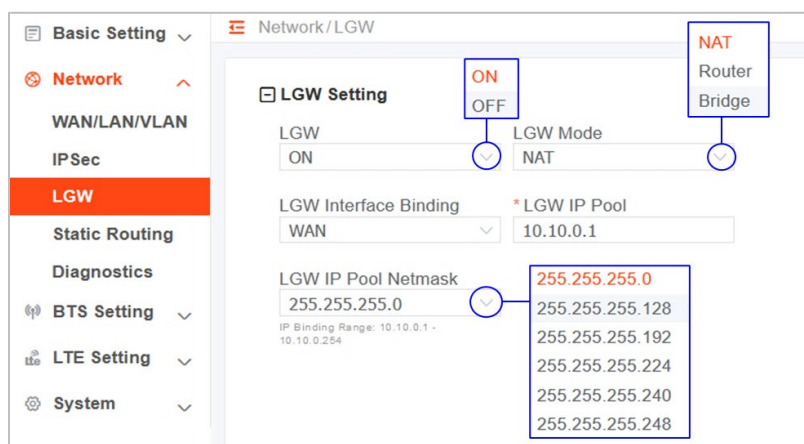 Basic Setting
Network
WAN/LAN/VLAN
IPSec
LGW
Static Routing
Diagnostics
BTS Setting
LTE Setting
System
Network/LGW
LGW Setting
ON
OFF
NAT
Router
Bridge
LGW
ON
LGW Mode
NAT
LGW Interface Binding
WAN
* LGW IP Pool
10.10.0.1
LGW IP Pool Netmask
255.255.255.0
IP Binding Range: 10.10.0.1 -
10.10.0.254
255.255.255.0
255.255.255.128
255.255.255.192
255.255.255.224
255.255.255.240
255.255.255.248